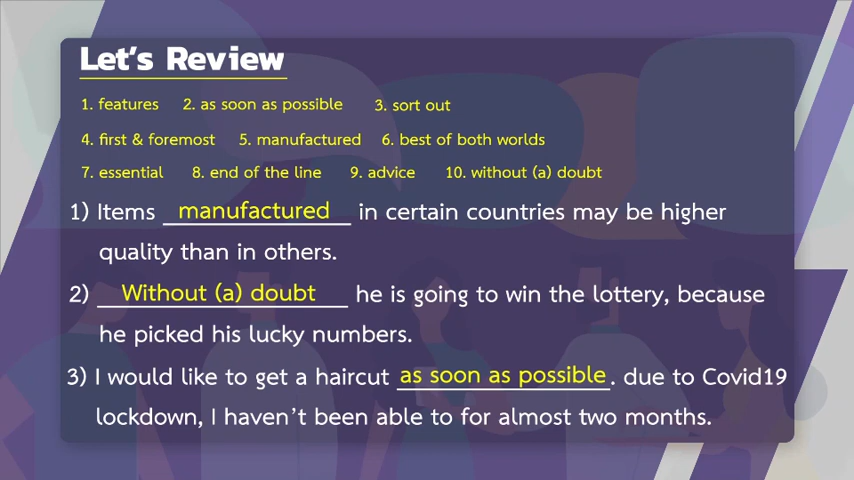 Let's Review
1. features 2. as soon as possible 3. sort out
4. first & foremost 5. manufactured 6. best of both worlds
7. essential 8. end of the line 9. advice 10. without (a) doubt
1) Items manufactured in certain countries may be higher
quality than in others.
2) Without (a) doubt he is going to win the lottery, because
he picked his lucky numbers.
3) I would like to get a haircut as soon as possible. due to Covid19
lockdown, I haven't been able to for almost two months.